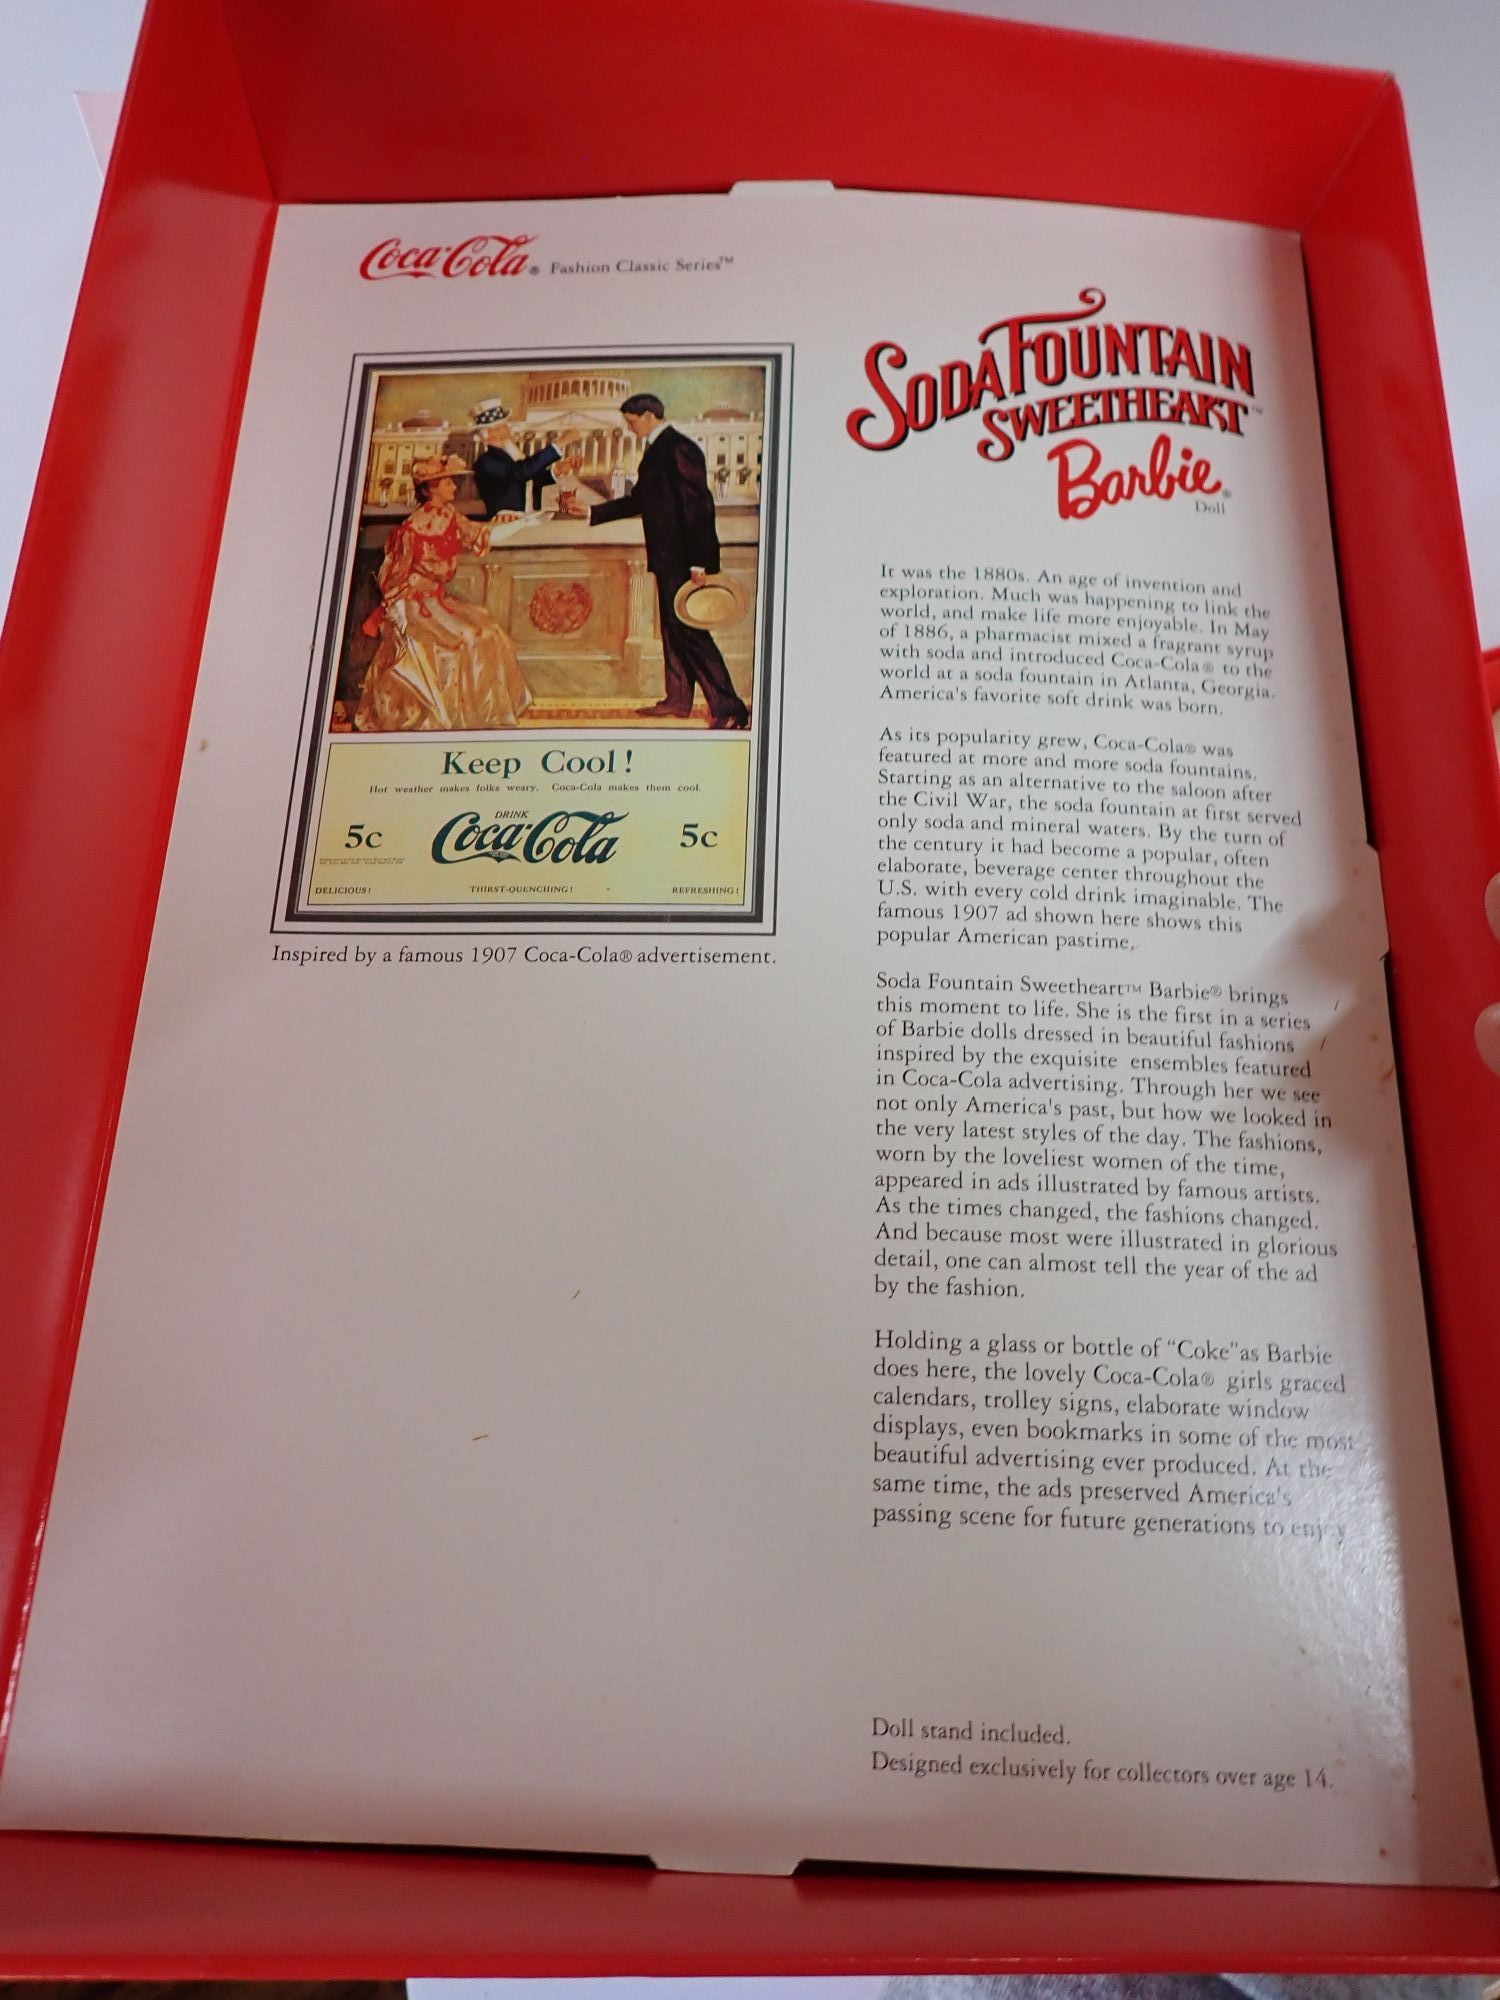 Coca-Cola® Fashion Classic Series™
SODA FOUNTAIN
SWEETHEART™
Barbie®
Doll
Keep Cool!
Hot weather makes folks weary. Coca-Cola makes them cool.
DRINK
5c Coca-Cola 5c
DELICIOUS! THIRST-QUENCHING! REFRESHING!
Inspired by a famous 1907 Coca-Cola® advertisement.
It was the 1880s. An age of invention and
exploration. Much was happening to link the
world, and make life more enjoyable. In May
of 1886, a pharmacist mixed a fragrant syrup
with soda and introduced Coca-Cola® to the
world at a soda fountain in Atlanta, Georgia.
America's favorite soft drink was born.
As its popularity grew, Coca-Cola® was
featured at more and more soda fountains.
Starting as an alternative to the saloon after
the Civil War, the soda fountain at first served
only soda and mineral waters. By the turn of
the century it had become a popular, often
elaborate, beverage center throughout the
U.S. with every cold drink imaginable. The
famous 1907 ad shown here shows this
popular American pastime.
Soda Fountain Sweetheart™ Barbie® brings
this moment to life. She is the first in a series
of Barbie dolls dressed in beautiful fashions
inspired by the exquisite ensembles featured
in Coca-Cola advertising. Through her we see
not only America's past, but how we looked in
the very latest styles of the day. The fashions,
worn by the loveliest women of the time,
appeared in ads illustrated by famous artists.
As the times changed, the fashions changed.
And because most were illustrated in glorious
detail, one can almost tell the year of the ad
by the fashion.
Holding a glass or bottle of "Coke"as Barbie
does here, the lovely Coca-Cola® girls graced
calendars, trolley signs, elaborate window
displays, even bookmarks in some of the most
beautiful advertising ever produced. At the
same time, the ads preserved America's
passing scene for future generations to enjoy
Doll stand included.
Designed exclusively for collectors over age 14.